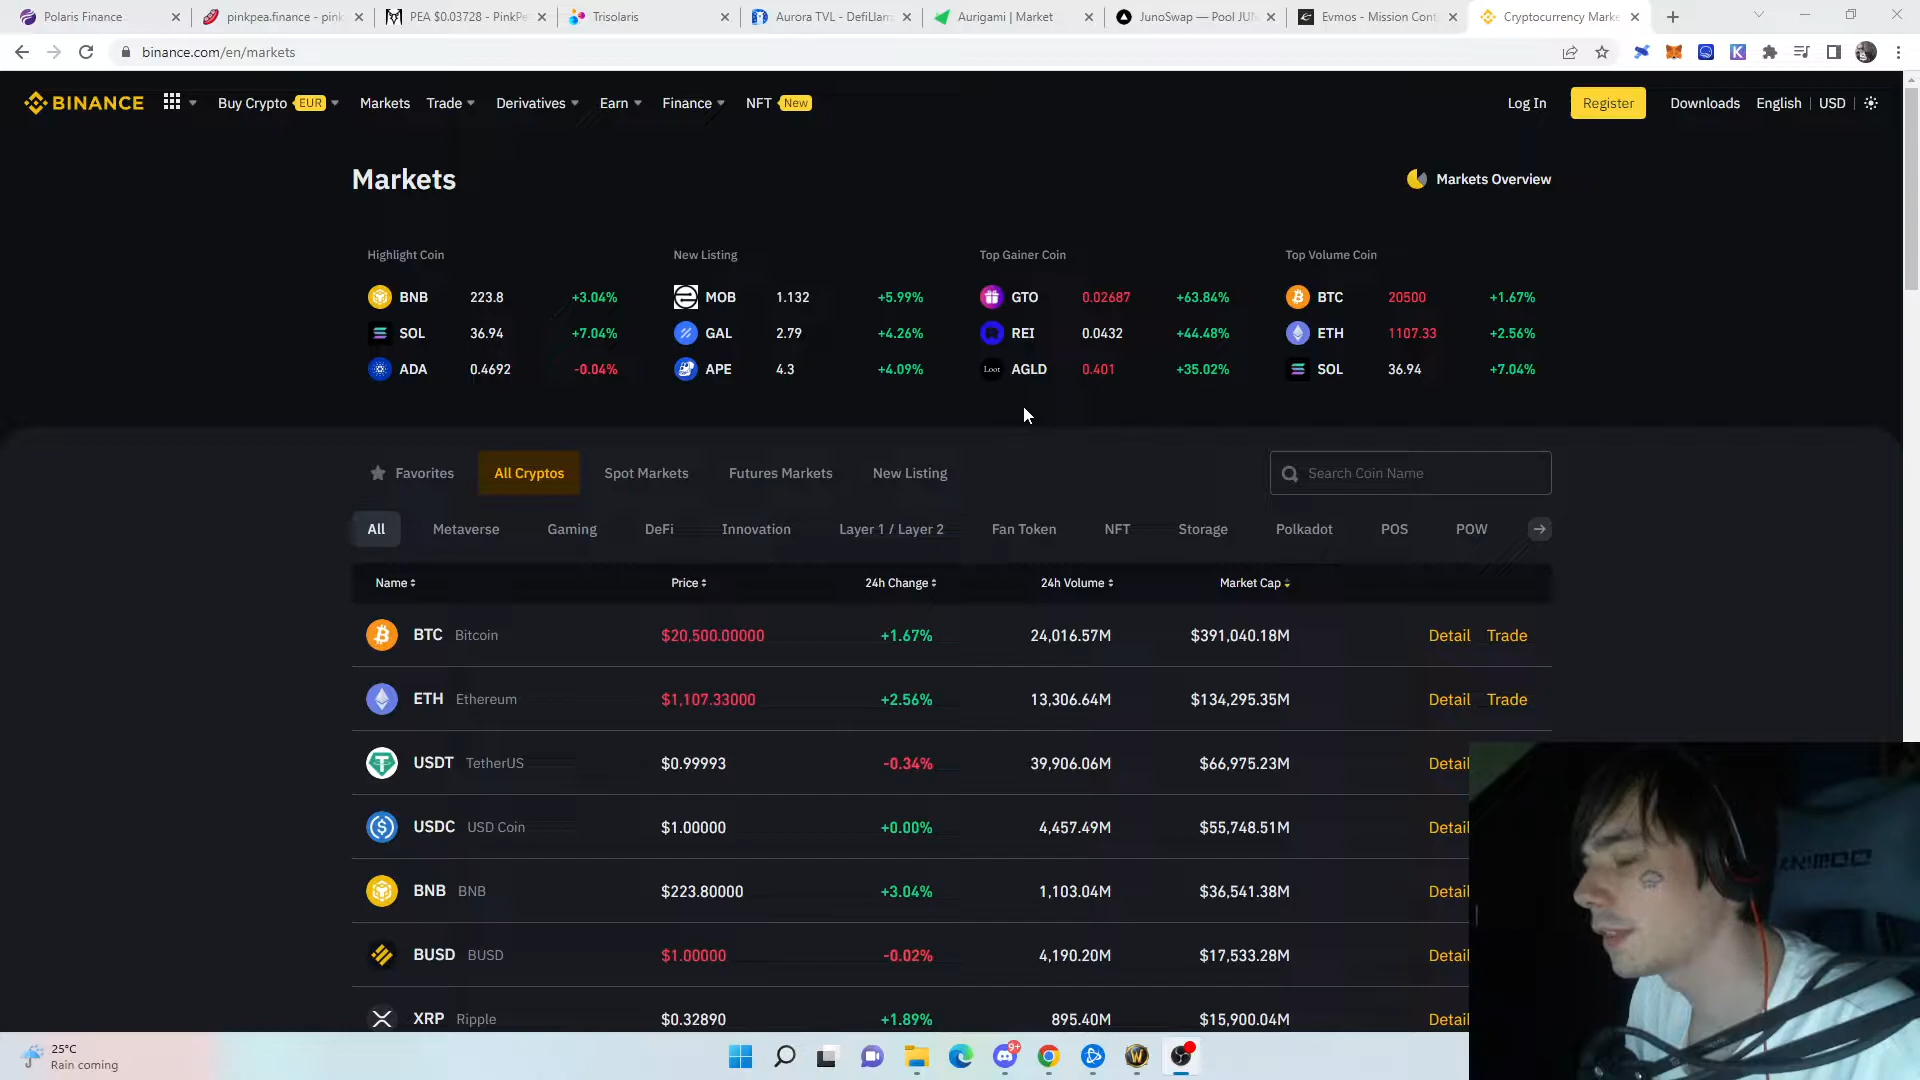 Polaris Finance
pinkpea.finance - pink
PEA $0.03728 - PinkPe
Trisolaris
Aurora TVL - DefiLlam
Aurigami | Market
JunoSwap — Pool JUN
Evmos - Mission Cont
Cryptocurrency Marke
binance.com/en/markets
BINANCE
Buy Crypto EUR
Markets
Trade
Derivatives
Earn
Finance
NFT New
Log In
Register
Downloads
English | USD
Markets
Markets Overview
Highlight Coin
BNB 223.8 +3.04%
SOL 36.94 +7.04%
ADA 0.4692 -0.04%
New Listing
MOB 1.132 +5.99%
GAL 2.79 +4.26%
APE 4.3 +4.09%
Top Gainer Coin
GTO 0.02687 +63.84%
REI 0.0432 +44.48%
Loot AGLD 0.401 +35.02%
Top Volume Coin
BTC 20500 +1.67%
ETH 1107.33 +2.56%
SOL 36.94 +7.04%
Favorites All Cryptos Spot Markets Futures Markets New Listing Search Coin Name
All Metaverse Gaming DeFi Innovation Layer 1 / Layer 2 Fan Token NFT Storage Polkadot POS POW
Name Price 24h Change 24h Volume Market Cap
BTC Bitcoin $20,500.00000 +1.67% 24,016.57M $391,040.18M Detail Trade
ETH Ethereum $1,107.33000 +2.56% 13,306.64M $134,295.35M Detail Trade
USDT TetherUS $0.99993 -0.34% 39,906.06M $66,975.23M Detail
USDC USD Coin $1.00000 +0.00% 4,457.49M $55,748.51M Detail
BNB BNB $223.80000 +3.04% 1,103.04M $36,541.38M Detail
BUSD BUSD $1.00000 -0.02% 4,190.20M $17,533.28M Detail
XRP Ripple $0.32890 +1.89% 895.40M $15,900.04M Detail
25°C
Rain coming
9+